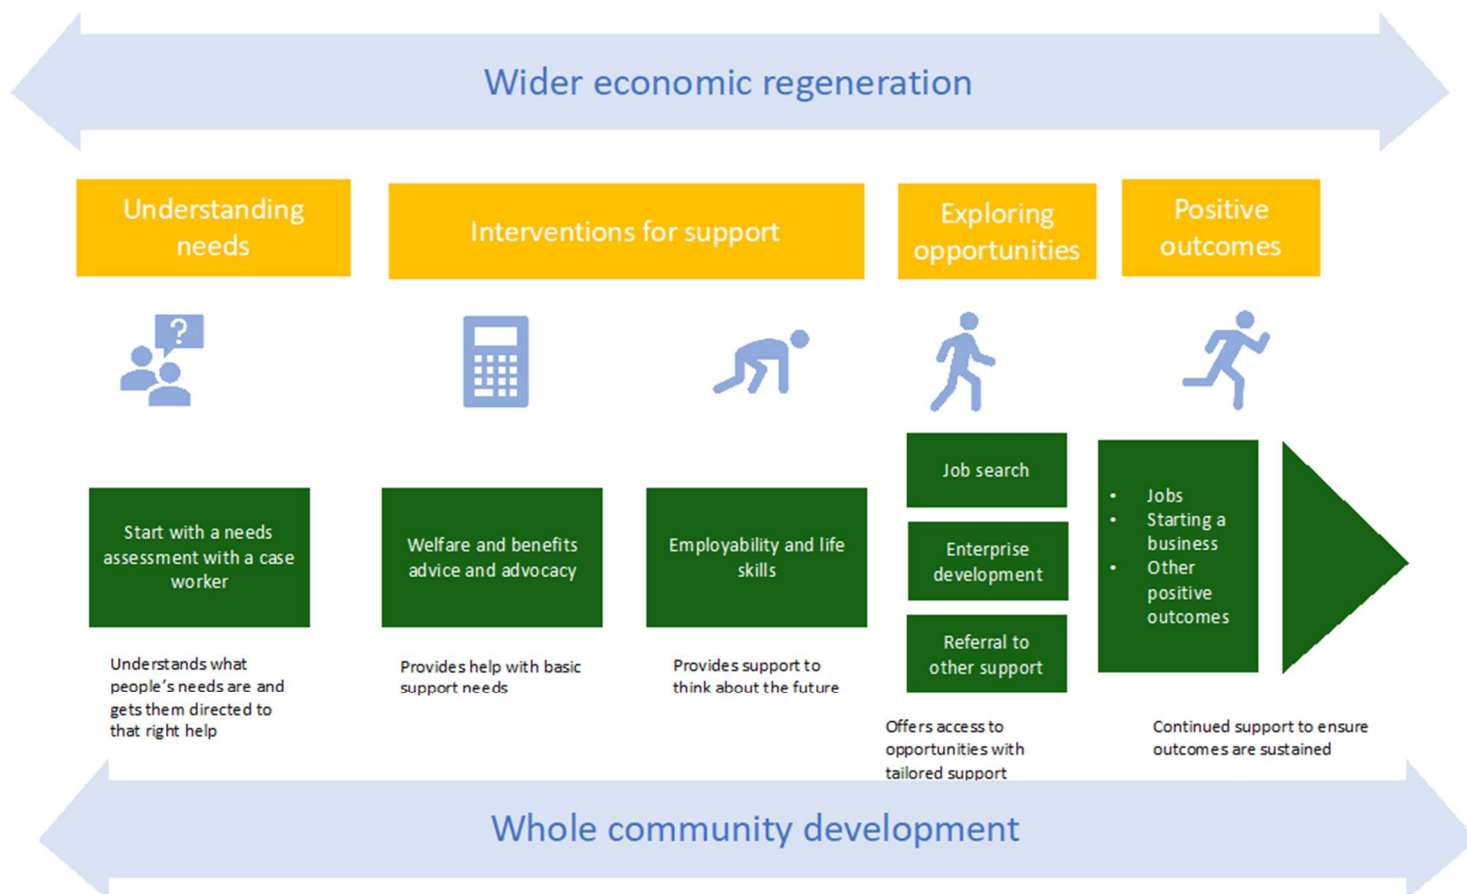 Wider economic regeneration
Understanding
needs
Interventions for support
Exploring
opportunities
Positive
outcomes
?
Start with a needs
assessment with a case
worker
Understands what
people's needs are and
gets them directed to
that right help
Welfare and benefits
advice and advocacy
Provides help with basic
support needs
Employability and life
skills
Provides support to
think about the future
Job search
Enterprise
development
Referral to
other support
Offers access to
opportunities with
tailored support
• Jobs
• Starting a
business
• Other
positive
outcomes
Continued support to ensure
outcomes are sustained
Whole community development